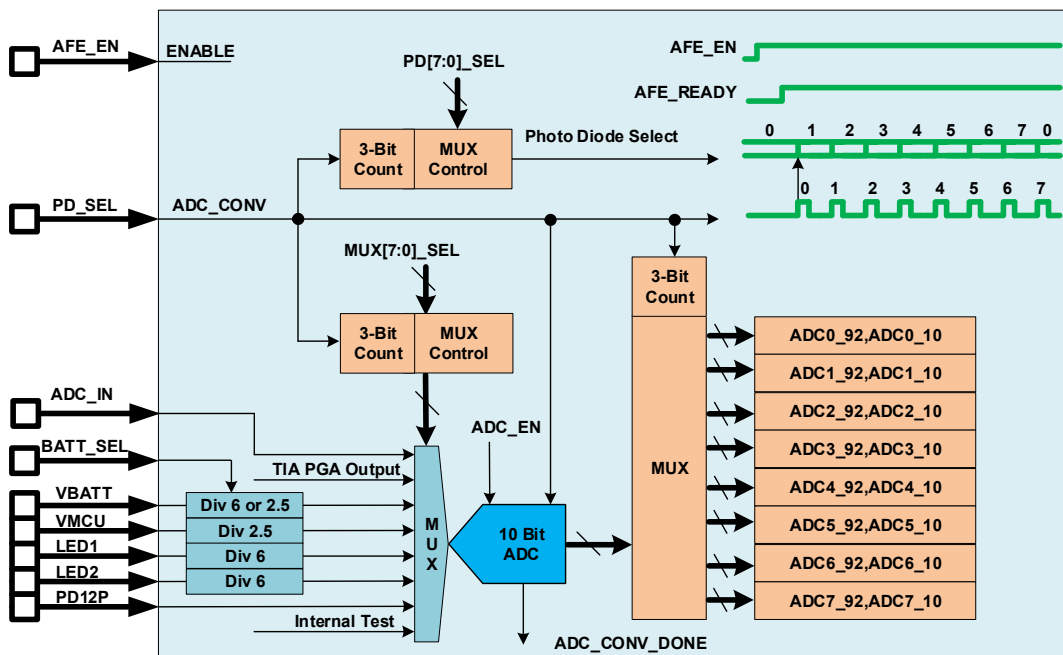 AFE_EN
ENABLE
PD[7:0]_SEL
AFE_EN
AFE_READY
3-Bit
Count
MUX
Control
Photo Diode Select
0 1 2 3 4 5 6 7 0
PD_SEL
ADC_CONV
0 1 2 3 4 5 6 7
MUX[7:0]_SEL
3-Bit
Count
MUX
Control
3-Bit
Count
MUX
ADC0_92,ADC0_10
ADC1_92,ADC1_10
ADC2_92,ADC2_10
ADC3_92,ADC3_10
ADC4_92,ADC4_10
ADC5_92,ADC5_10
ADC6_92,ADC6_10
ADC7_92,ADC7_10
ADC_IN
BATT_SEL
TIA PGA Output
ADC_EN
VBATT
Div 6 or 2.5
VMCU
Div 2.5
LED1
Div 6
LED2
Div 6
PD12P
Internal Test
MUX
10 Bit
ADC
ADC_CONV_DONE